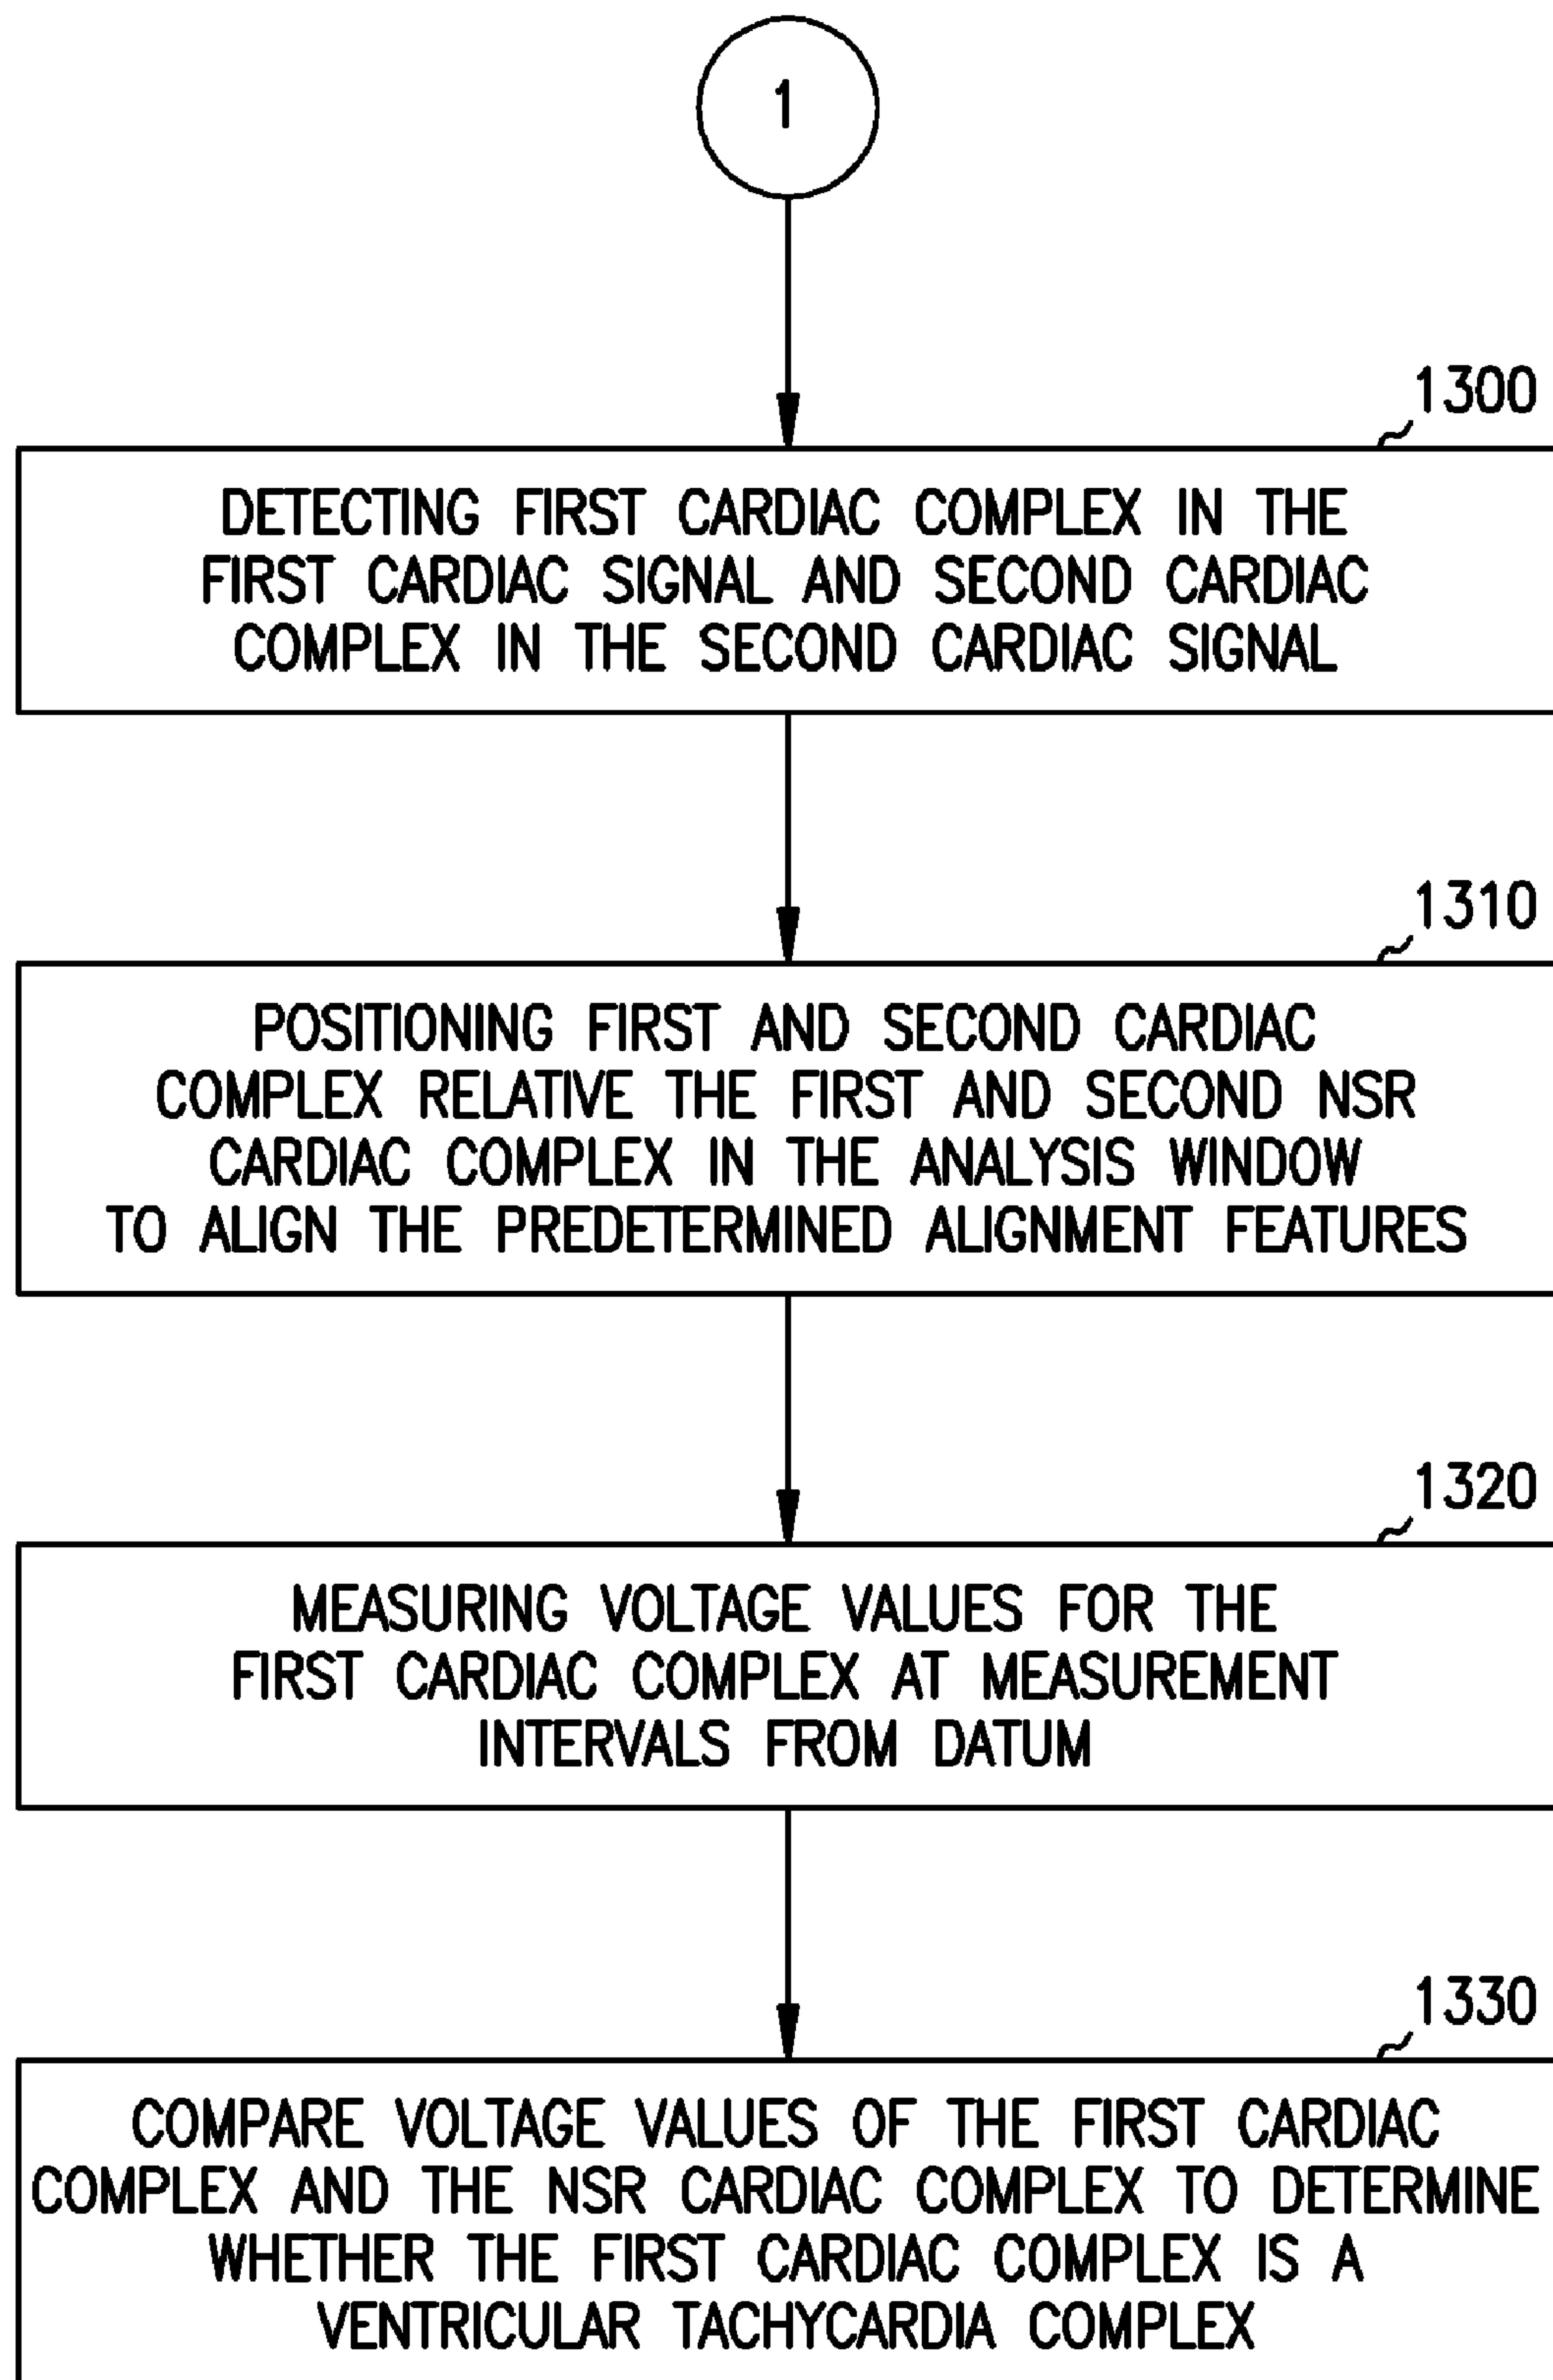 1
1300
DETECTING FIRST CARDIAC COMPLEX IN THE
FIRST CARDIAC SIGNAL AND SECOND CARDIAC
COMPLEX IN THE SECOND CARDIAC SIGNAL
1310
POSITIONING FIRST AND SECOND CARDIAC
COMPLEX RELATIVE THE FIRST AND SECOND NSR
CARDIAC COMPLEX IN THE ANALYSIS WINDOW
TO ALIGN THE PREDETERMINED ALIGNMENT FEATURES
1320
MEASURING VOLTAGE VALUES FOR THE
FIRST CARDIAC COMPLEX AT MEASUREMENT
INTERVALS FROM DATUM
1330
COMPARE VOLTAGE VALUES OF THE FIRST CARDIAC
COMPLEX AND THE NSR CARDIAC COMPLEX TO DETERMINE
WHETHER THE FIRST CARDIAC COMPLEX IS A
VENTRICULAR TACHYCARDIA COMPLEX